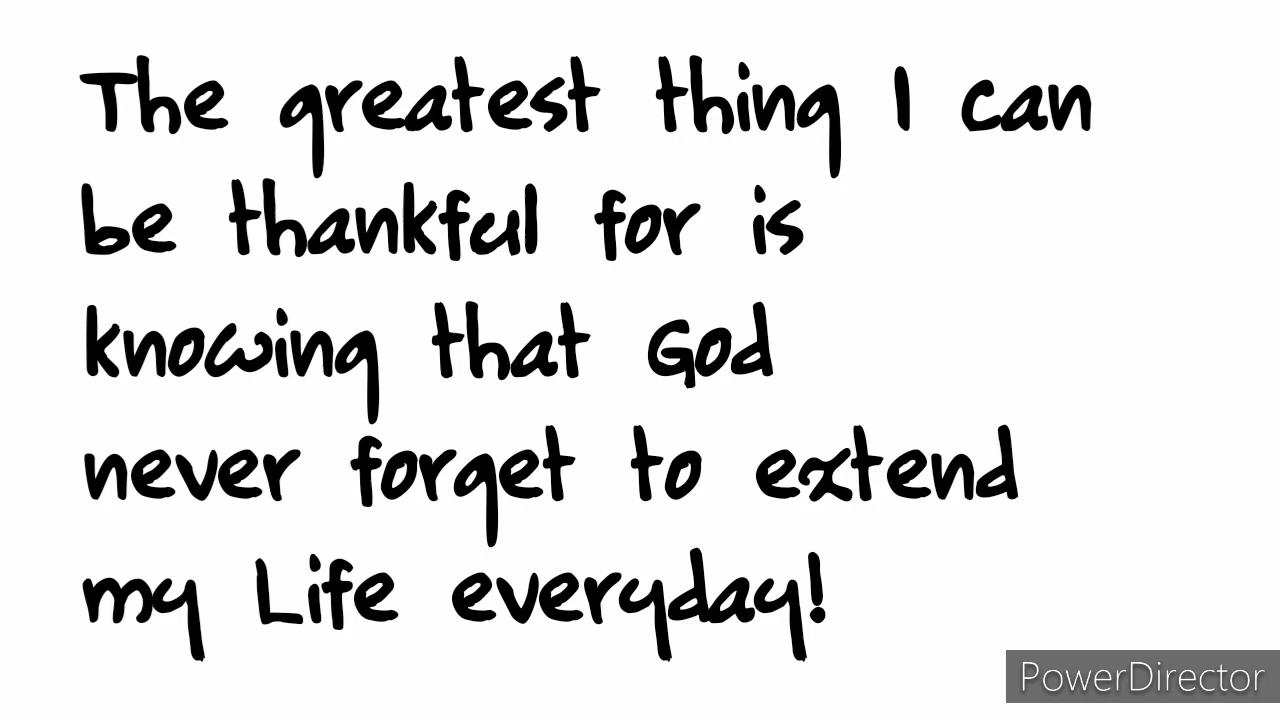 The greatest thing I can
be thankful for is
knowing that God
never forget to extend
my Life everyday!
PowerDirector